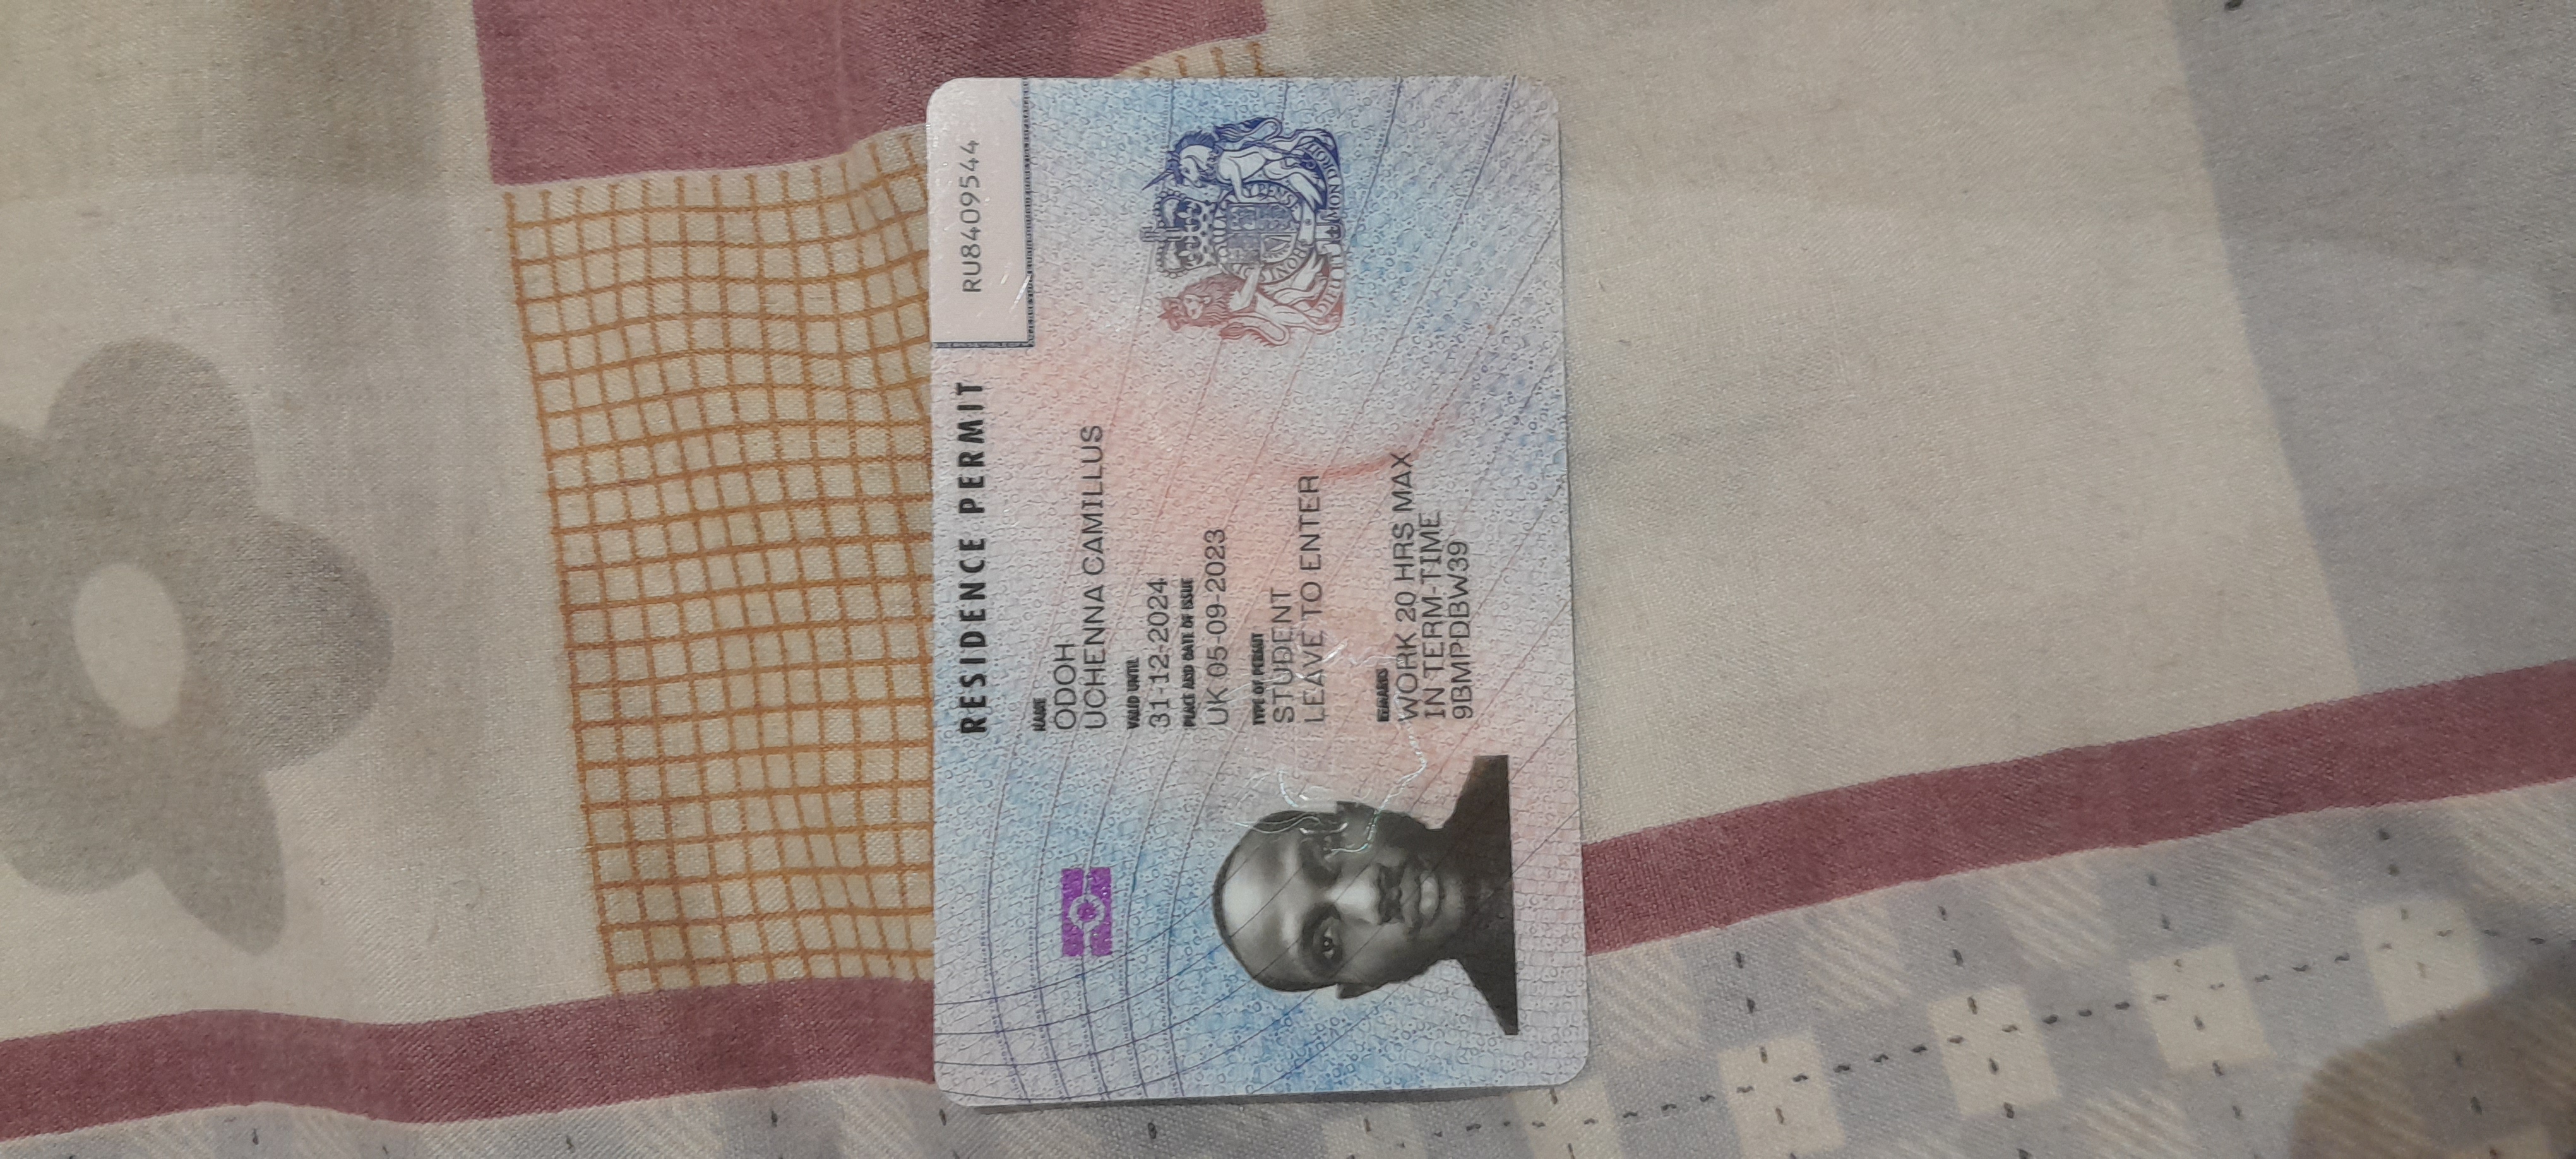 RESIDENCE PERMIT
RU8409544
NAME
ODOH
UCHENNA CAMILLUS
VALID UNTIL
31-12-2024
PLACE AND DATE OF ISSUE
UK 05-09-2023
TYPE OF PERMIT
STUDENT
LEAVE TO ENTER
REMARKS
WORK 20 HRS MAX
IN TERM-TIME
9BMPDBW39
DIEU ET MON DROIT